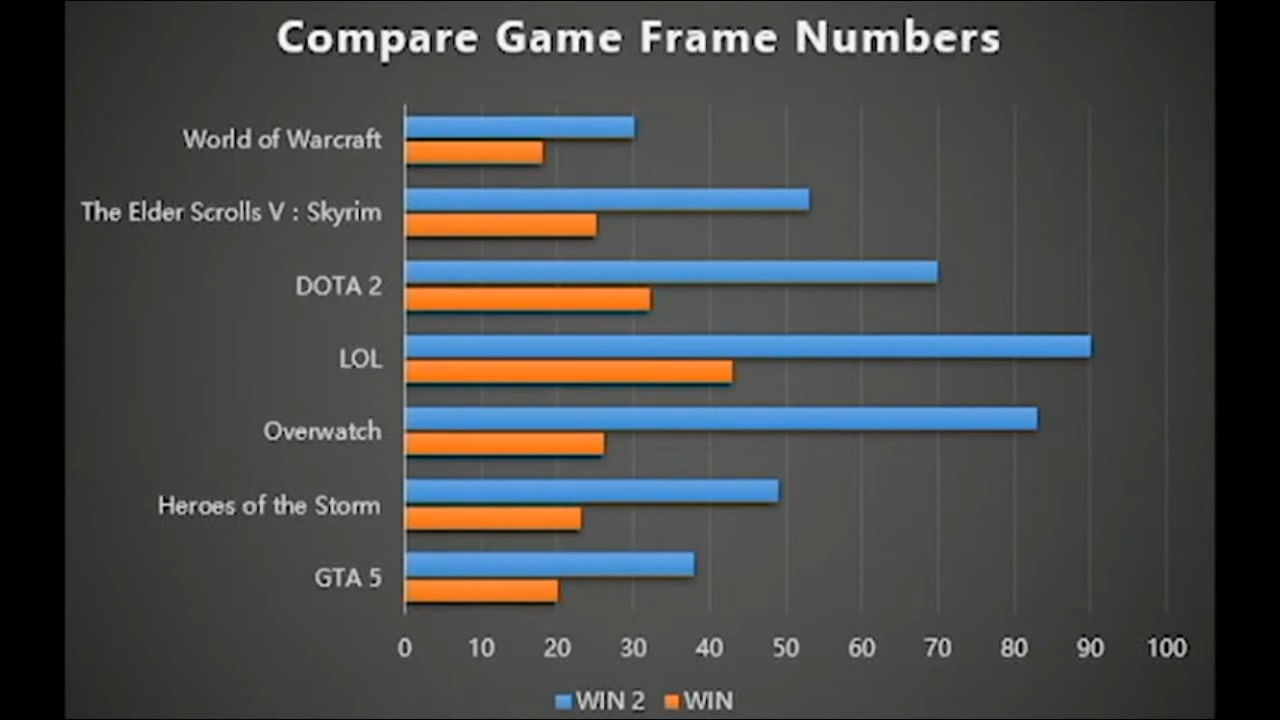 Compare Game Frame Numbers
World of Warcraft
The Elder Scrolls V : Skyrim
DOTA 2
LOL
Overwatch
Heroes of the Storm
GTA 5
0 10 20 30 40 50 60 70 80 90 100
WIN 2 WIN